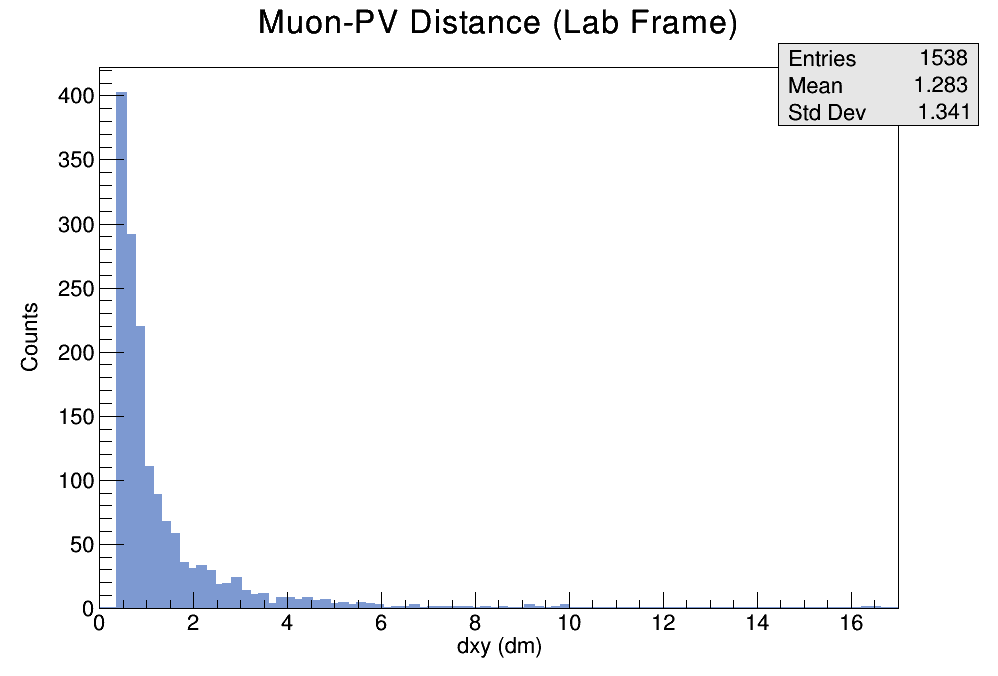 Muon-PV Distance (Lab Frame)
Entries 1538
Mean 1.283
Std Dev 1.341
400
350
300
250
200
150
100
50
0
Counts
0 2 4 6 8 10 12 14 16
dxy (dm)